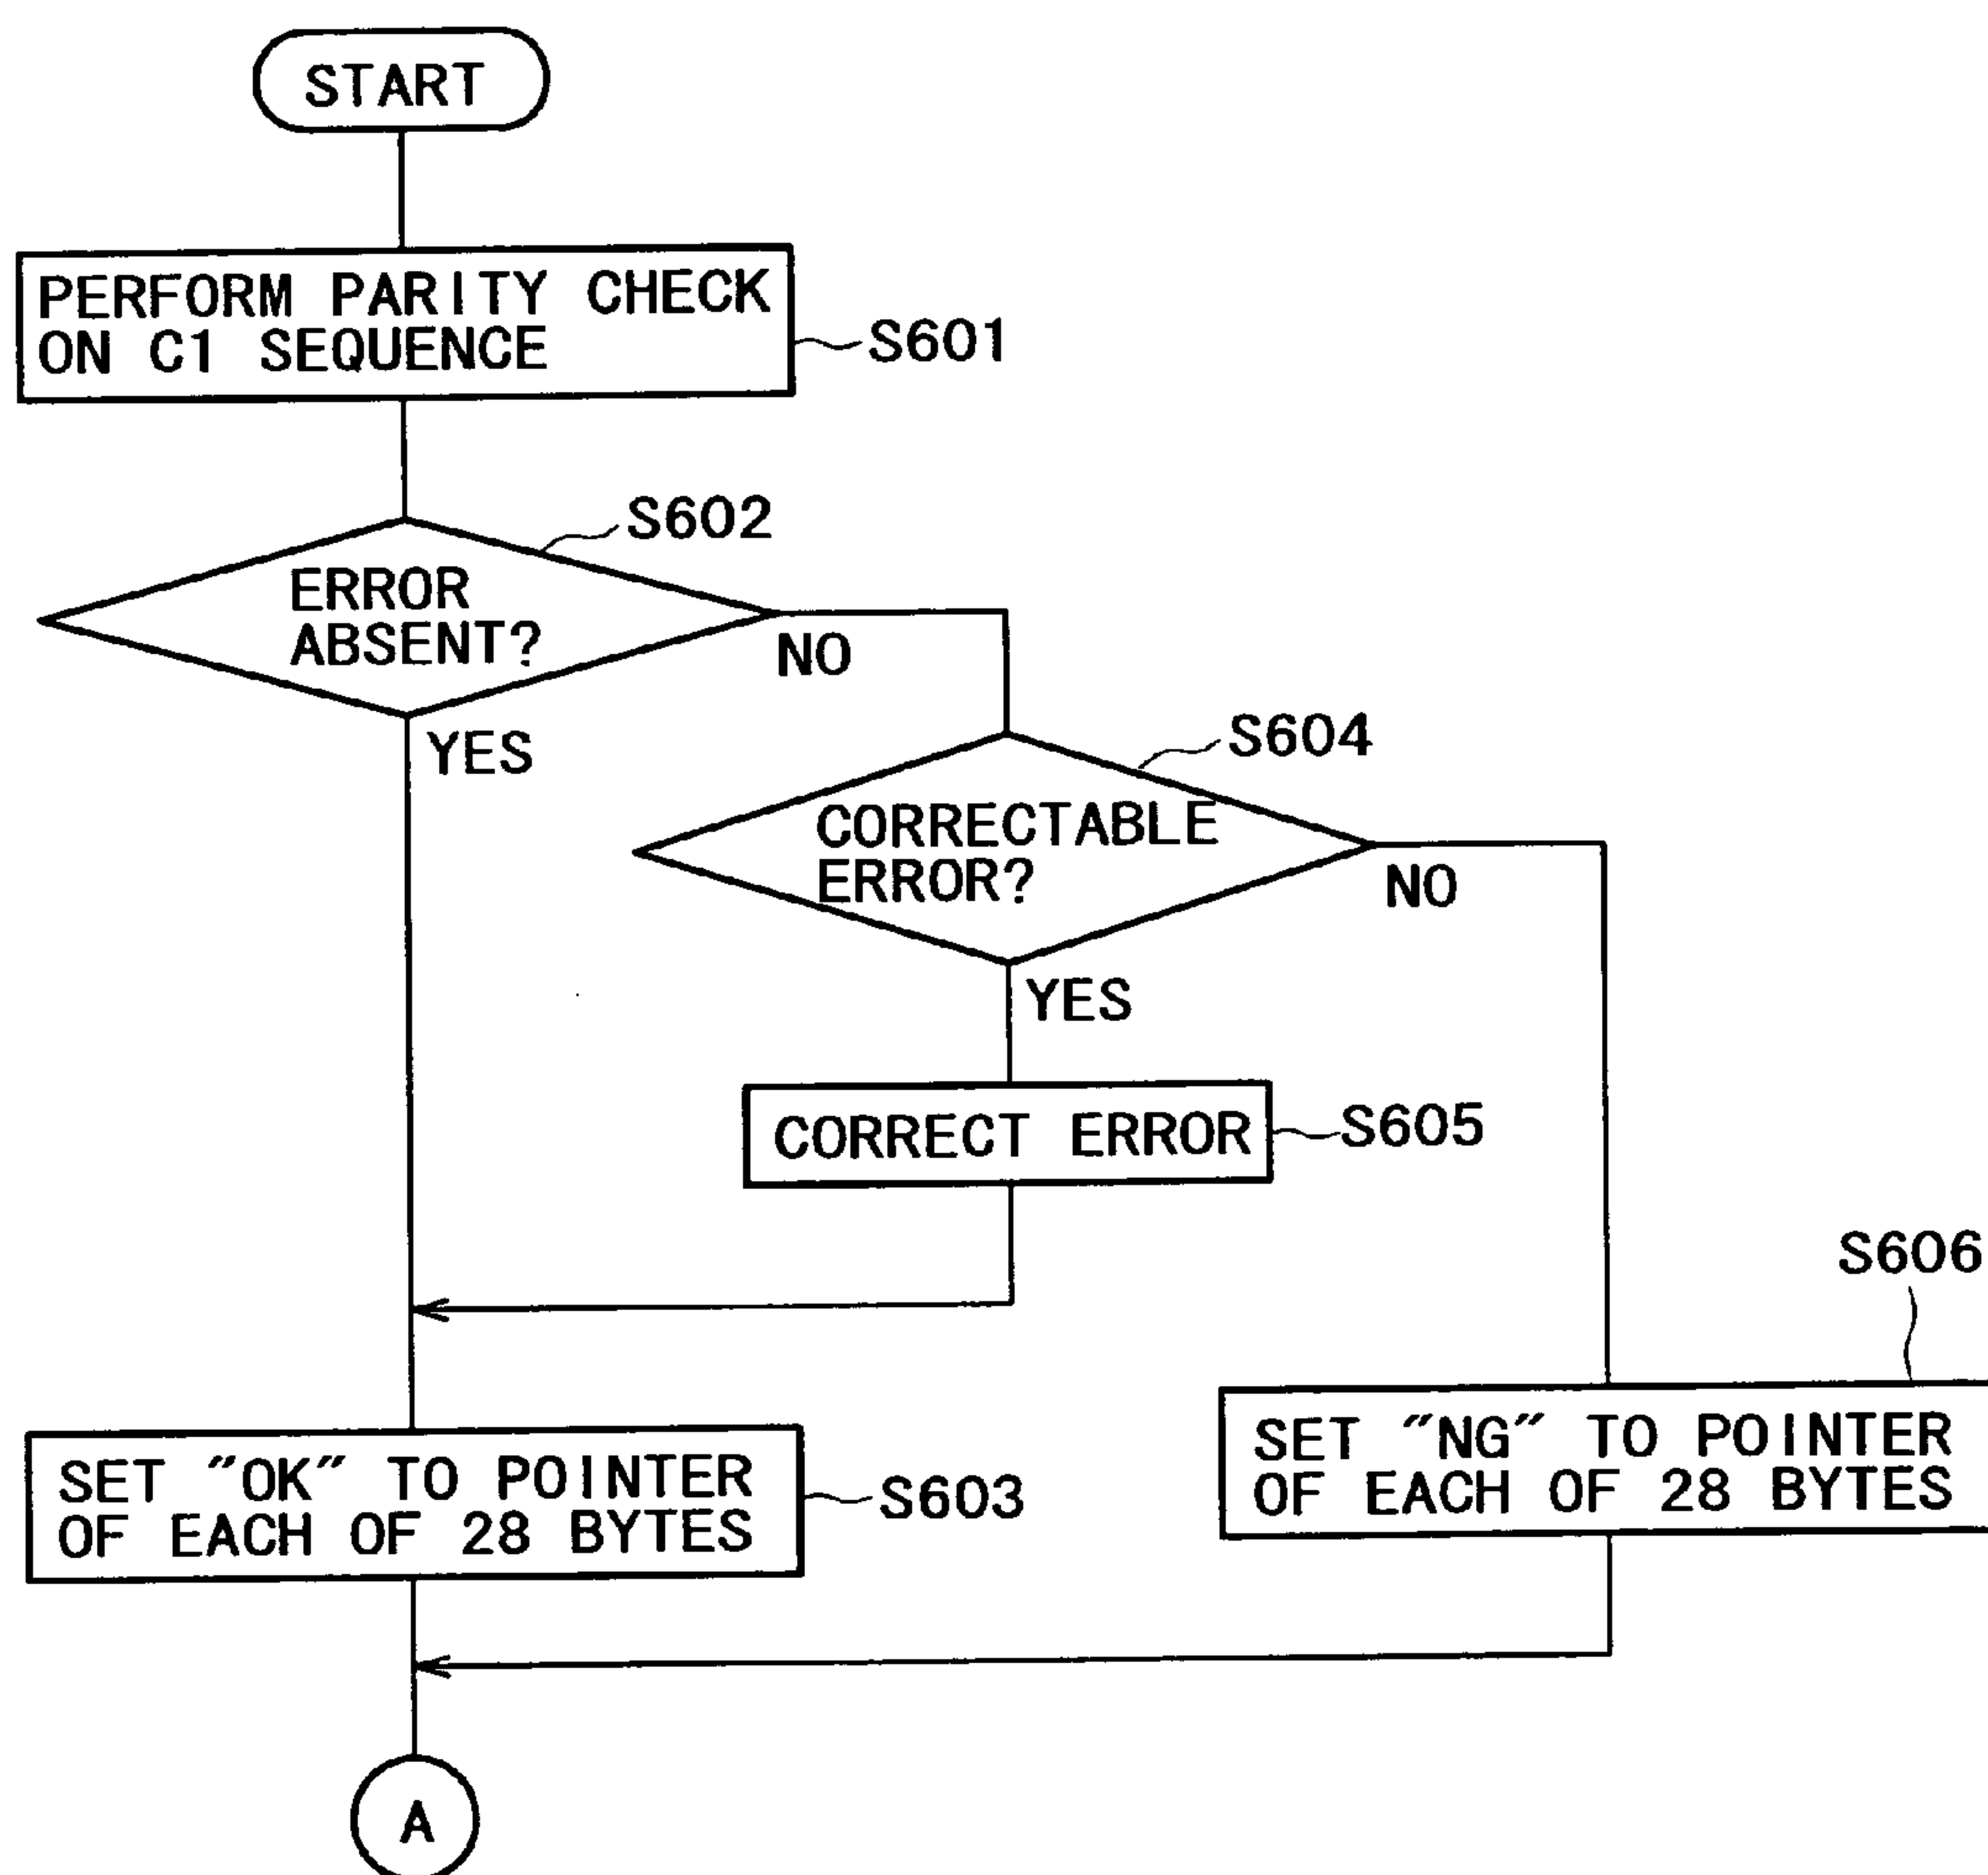 START
PERFORM PARITY CHECK
ON C1 SEQUENCE
S601
S602
ERROR
ABSENT?
NO
YES
S604
CORRECTABLE
ERROR?
NO
YES
CORRECT ERROR
S605
S606
SET "OK" TO POINTER
OF EACH OF 28 BYTES
S603
SET "NG" TO POINTER
OF EACH OF 28 BYTES
A